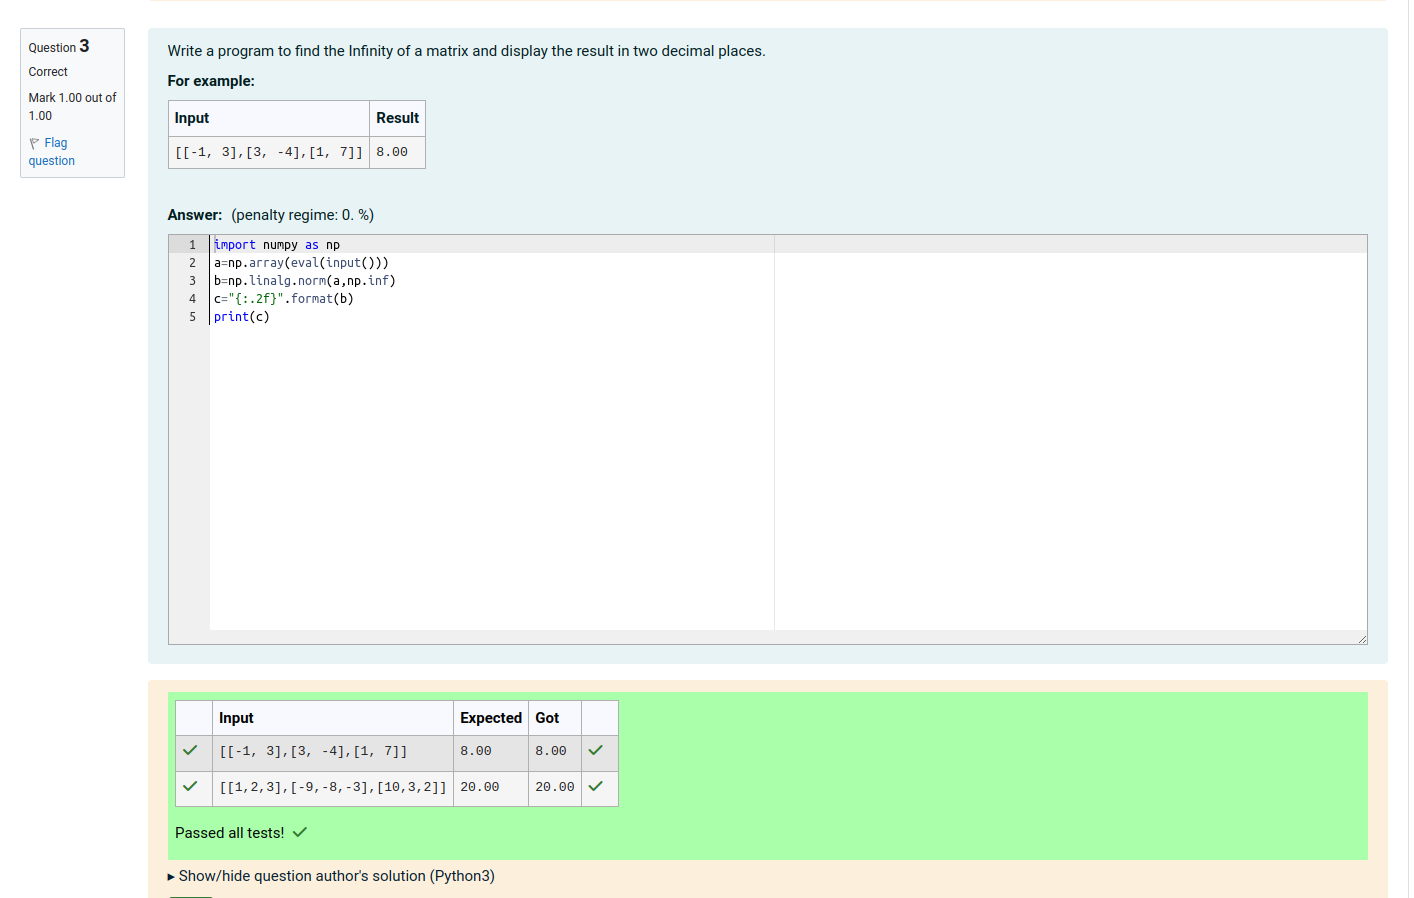 Question 3
Correct
Mark 1.00 out of
1.00
Flag
question
Write a program to find the Infinity of a matrix and display the result in two decimal places.
For example:
Input Result
[[-1, 3],[3, -4],[1, 7]] 8.00
Answer: (penalty regime: 0. %)
1 import numpy as np
2 a=np.array(eval(input()))
3 b=np.linalg.norm(a,np.inf)
4 c="{:.2f}".format(b)
5 print(c)
Input Expected Got
[[-1, 3],[3, -4],[1, 7]] 8.00 8.00
[[1,2,3],[-9,-8,-3],[10,3,2]] 20.00 20.00
Passed all tests!
Show/hide question author's solution (Python3)